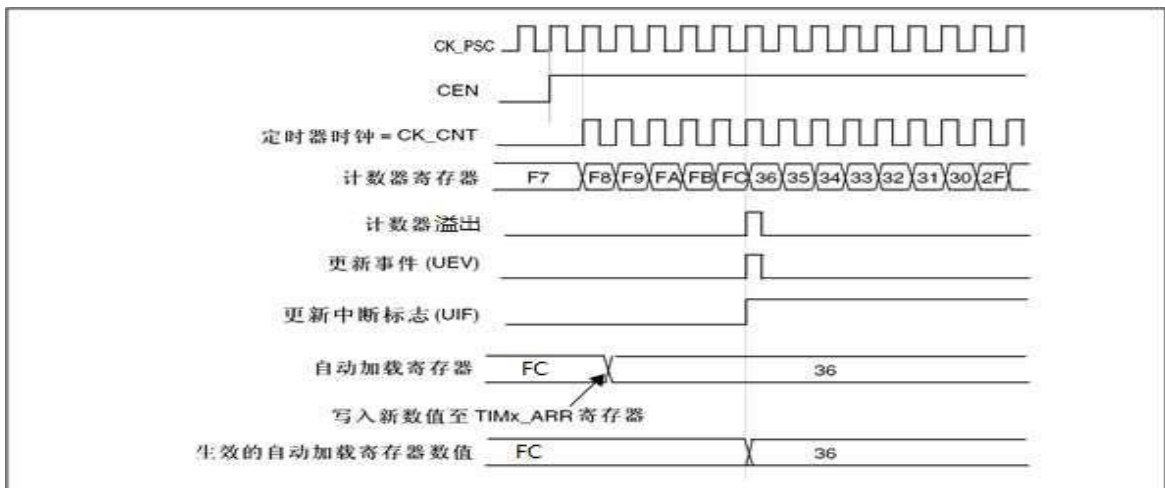 CK_PSC
CEN
定时器时钟 = CK_CNT
计数器寄存器 F7 F8 F9 FA FB FC 36 35 34 33 32 31 30 2F
计数器溢出
更新事件 (UEV)
更新中断标志 (UIF)
自动加载寄存器 FC 36
写入新数值至 TIMx_ARR 寄存器
生效的自动加载寄存器数值 FC 36